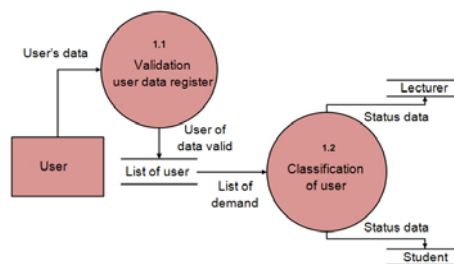 User's data
1.1
Validation
user data register
User
User of
data valid
List of user
List of
demand
1.2
Classification
of user
Lecturer
Status data
Status data
Student